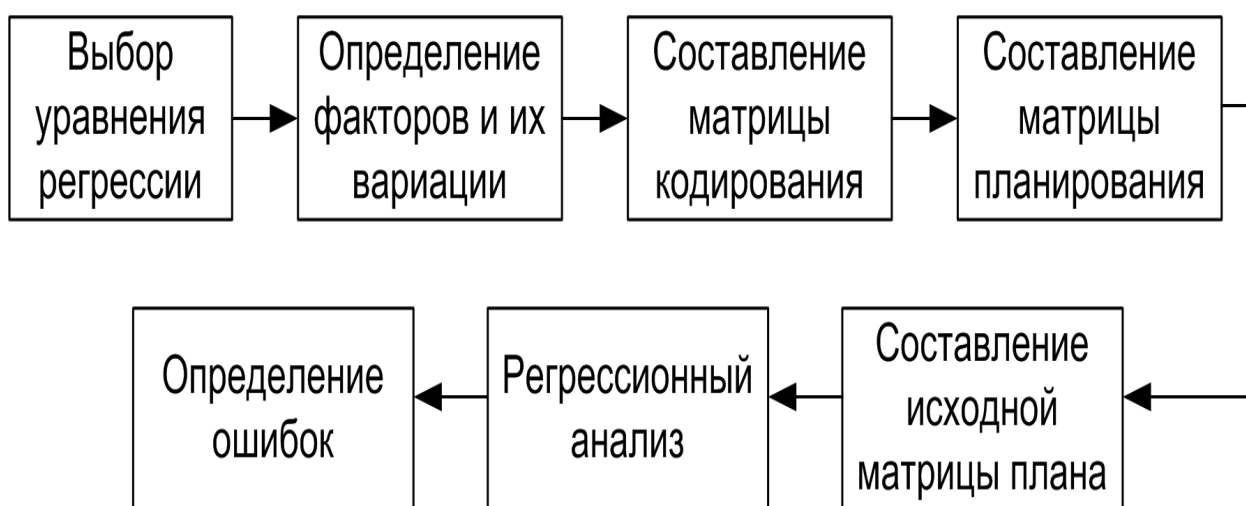 Выбор
уравнения
регрессии
Определение
факторов и их
вариации
Составление
матрицы
кодирования
Составление
матрицы
планирования
Составление
исходной
матрицы плана
Регрессионный
анализ
Определение
ошибок